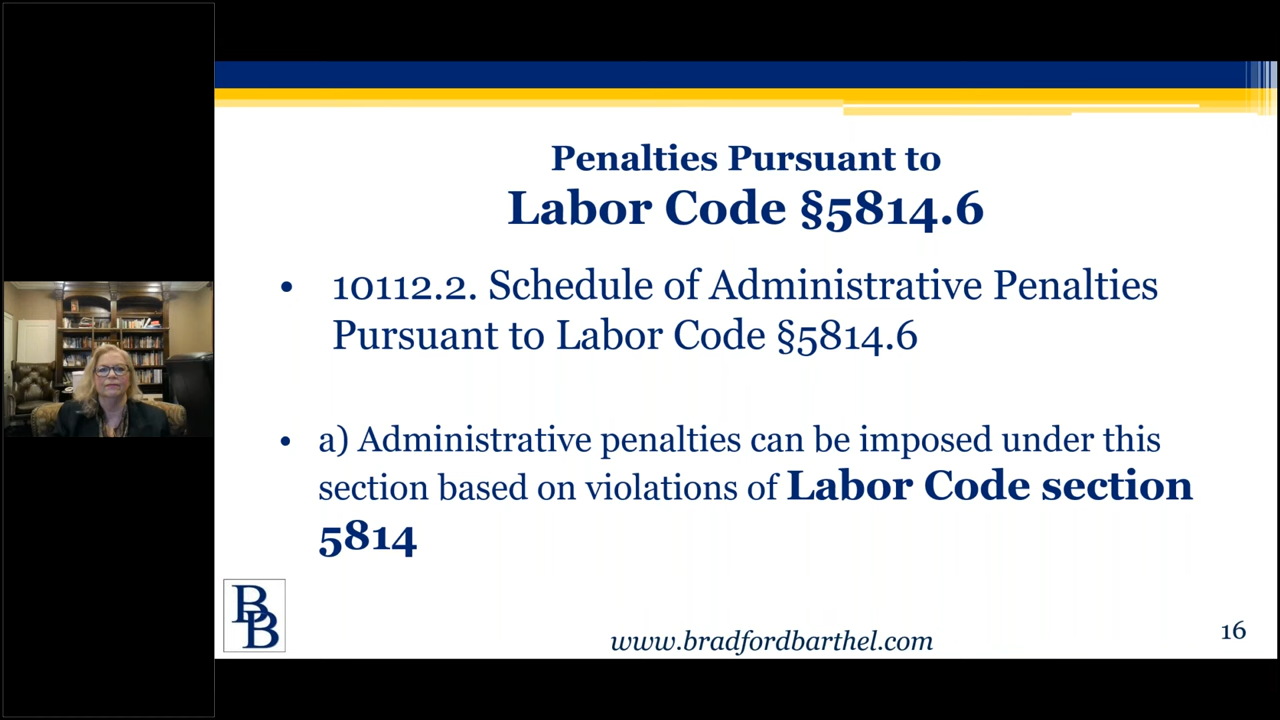 Penalties Pursuant to
Labor Code §5814.6
• 10112.2. Schedule of Administrative Penalties
Pursuant to Labor Code §5814.6
• a) Administrative penalties can be imposed under this
section based on violations of Labor Code section
5814
BB
www.bradfordbarthel.com
16